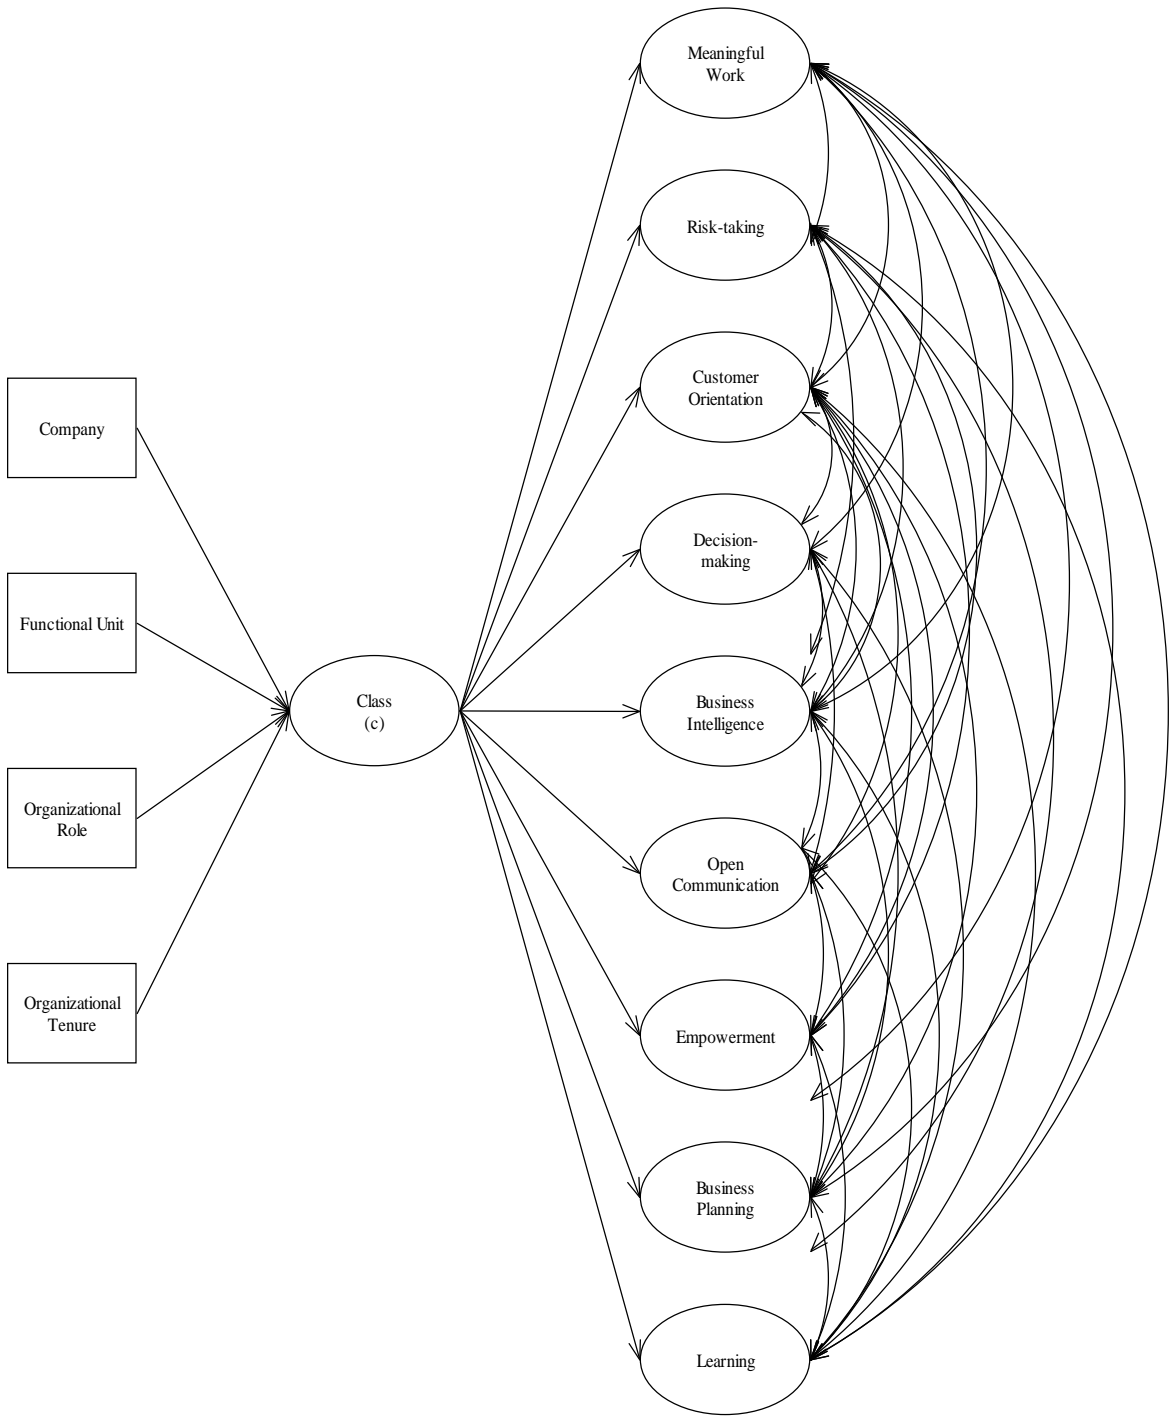 Meaningful
Work
Risk-taking
Customer
Orientation
Company
Decision-
making
Functional Unit
Class
(c)
Business
Intelligence
Organizational
Role
Open
Communication
Organizational
Tenure
Empowerment
Business
Planning
Learning